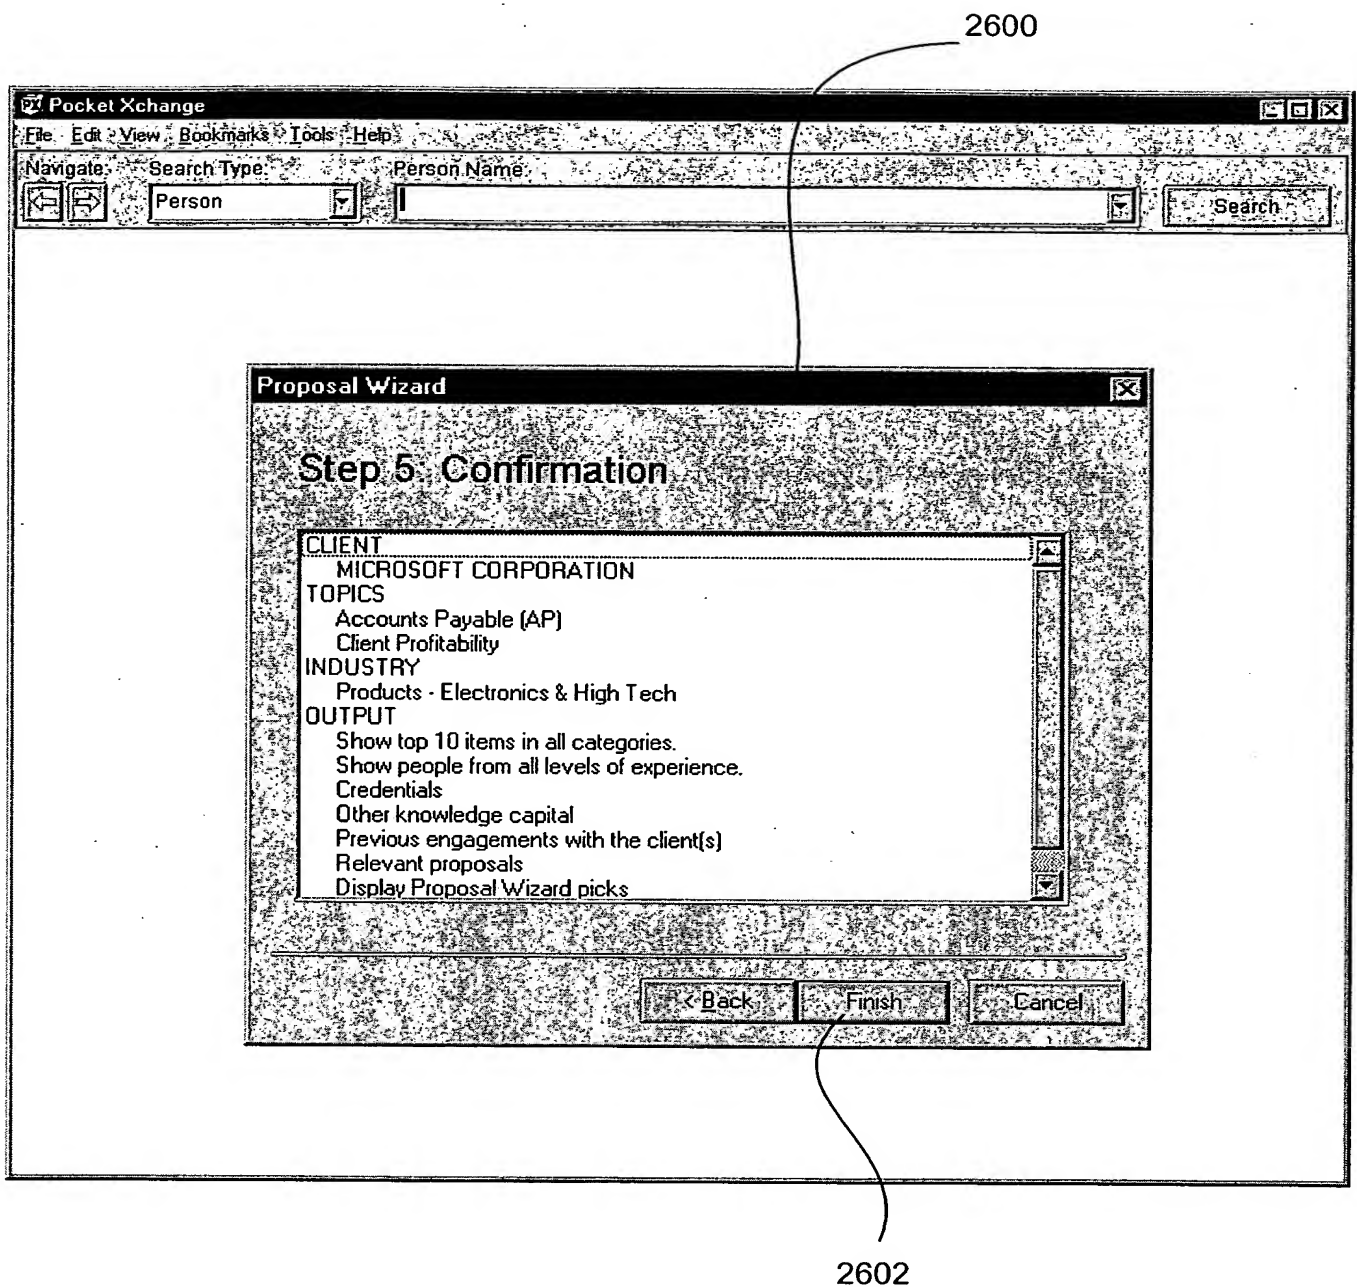 2600
Pocket Xchange
File Edit View Bookmarks Tools Help
Navigate: Search Type: Person Name:
Person Search
Proposal Wizard
Step 5: Confirmation
CLIENT
MICROSOFT CORPORATION
TOPICS
Accounts Payable (AP)
Client Profitability
INDUSTRY
Products - Electronics & High Tech
OUTPUT
Show top 10 items in all categories.
Show people from all levels of experience.
Credentials
Other knowledge capital
Previous engagements with the client(s)
Relevant proposals
Display Proposal Wizard picks
< Back Finish Cancel
2602